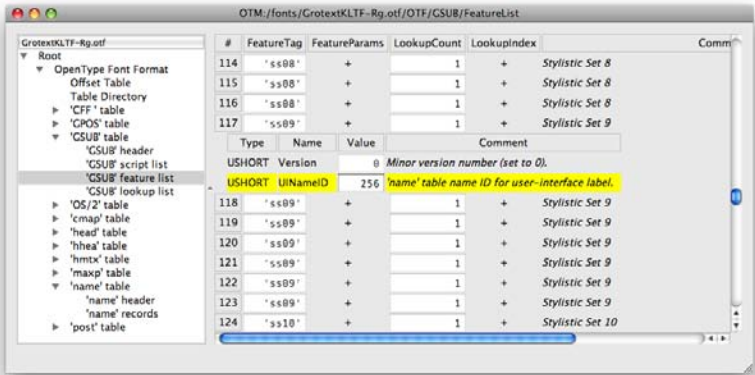 OTM:/fonts/GrotextKLTF-Rg.otf/OTF/GSUB/FeatureList
GrotextKLTF-Rg.otf
Root
OpenType Font Format
Offset Table
Table Directory
'CFF ' table
'GPOS' table
'GSUB' table
'GSUB' header
'GSUB' script list
'GSUB' feature list
'GSUB' lookup list
'OS/2' table
'cmap' table
'head' table
'hhea' table
'hmtx' table
'maxp' table
'name' table
'name' header
'name' records
'post' table
# FeatureTag FeatureParams LookupCount LookupIndex Comm
114 'ss08' + 1 + Stylistic Set 8
115 'ss08' + 1 + Stylistic Set 8
116 'ss08' + 1 + Stylistic Set 8
117 'ss09' + 1 + Stylistic Set 9
Type Name Value Comment
USHORT Version 0 Minor version number (set to 0).
USHORT UINameID 256 'name' table name ID for user-interface label.
118 'ss09' + 1 + Stylistic Set 9
119 'ss09' + 1 + Stylistic Set 9
120 'ss09' + 1 + Stylistic Set 9
121 'ss09' + 1 + Stylistic Set 9
122 'ss09' + 1 + Stylistic Set 9
123 'ss09' + 1 + Stylistic Set 9
124 'ss10' + 1 + Stylistic Set 10